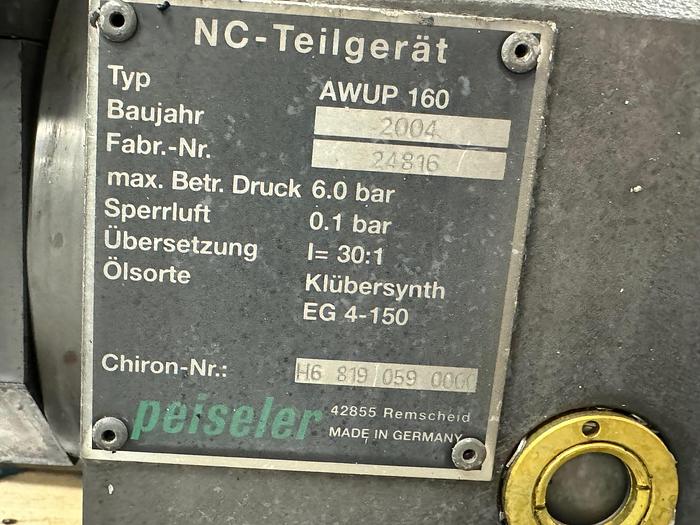 NC-Teilgerät
Typ AWUP 160
Baujahr 2004
Fabr.-Nr. 24816
max. Betr. Druck 6.0 bar
Sperrluft 0.1 bar
Übersetzung I= 30:1
Ölsorte Klübersynth
EG 4-150
Chiron-Nr.: H6 819 059 0000
peiseler 42855 Remscheid
MADE IN GERMANY